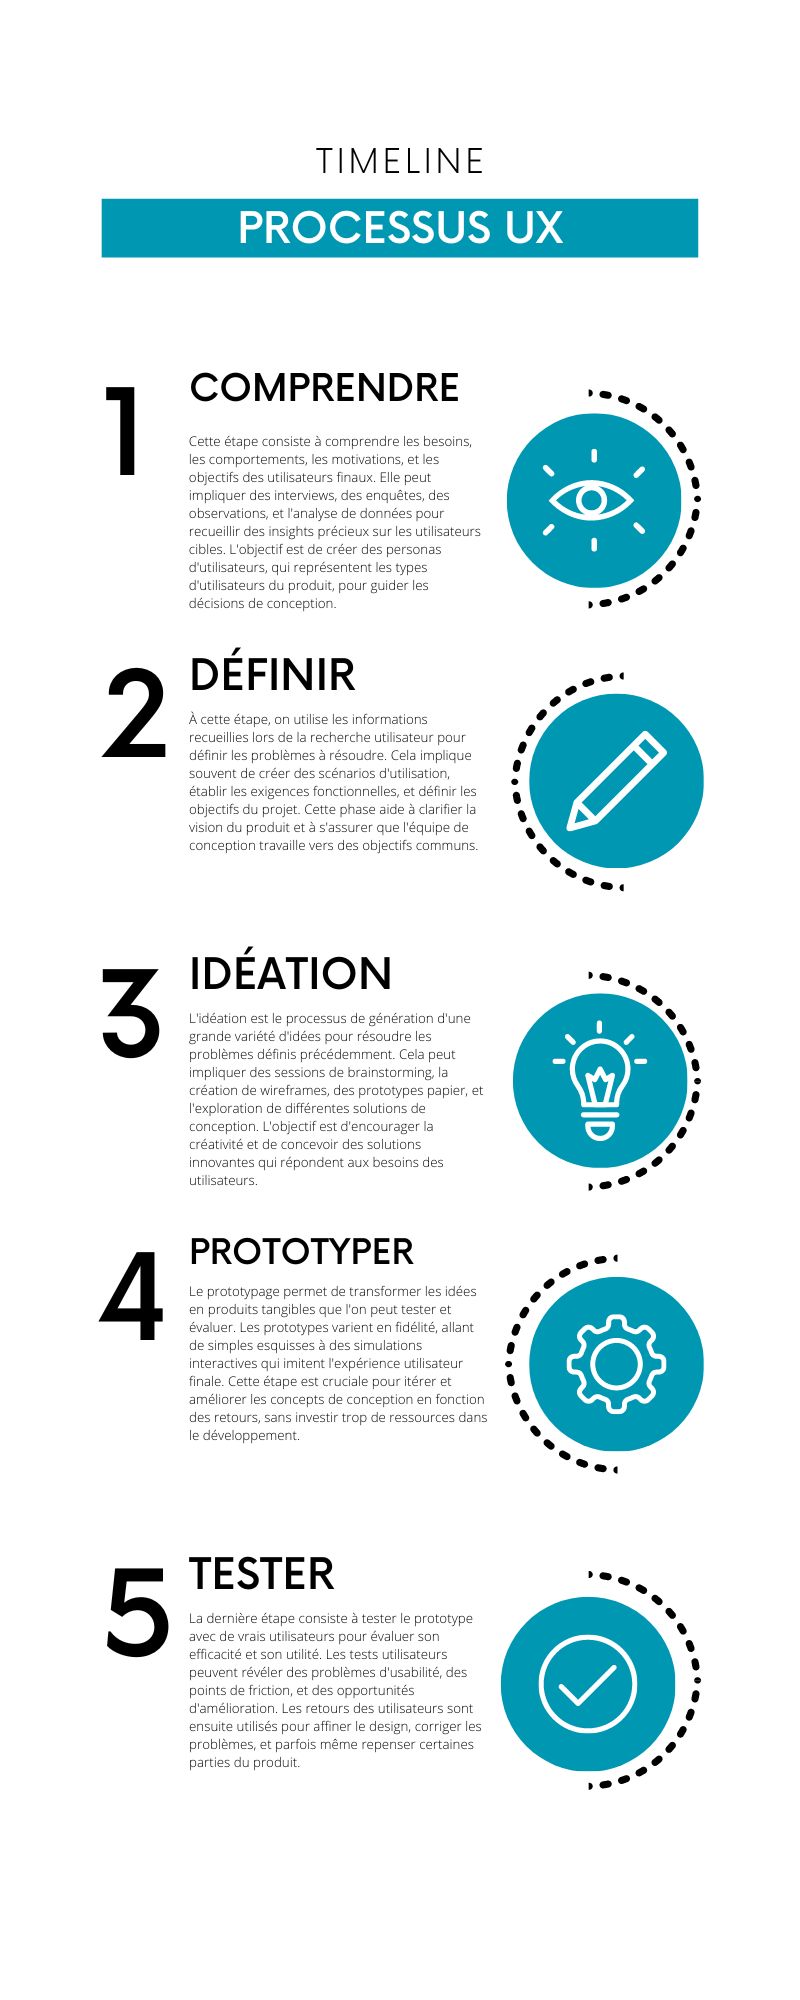 TIMELINE
PROCESSUS UX
1
COMPRENDRE
Cette étape consiste à comprendre les besoins,
les comportements, les motivations, et les
objectifs des utilisateurs finaux. Elle peut
impliquer des interviews, des enquêtes, des
observations, et l'analyse de données pour
recueillir des insights précieux sur les utilisateurs
cibles. L'objectif est de créer des personas
d'utilisateurs, qui représentent les types
d'utilisateurs du produit, pour guider les
décisions de conception.
2
DÉFINIR
À cette étape, on utilise les informations
recueillies lors de la recherche utilisateur pour
définir les problèmes à résoudre. Cela implique
souvent de créer des scénarios d'utilisation,
établir les exigences fonctionnelles, et définir les
objectifs du projet. Cette phase aide à clarifier la
vision du produit et à s'assurer que l'équipe de
conception travaille vers des objectifs communs.
3
IDÉATION
L'idéation est le processus de génération d'une
grande variété d'idées pour résoudre les
problèmes définis précédemment. Cela peut
impliquer des sessions de brainstorming, la
création de wireframes, des prototypes papier, et
l'exploration de différentes solutions de
conception. L'objectif est d'encourager la
créativité et de concevoir des solutions
innovantes qui répondent aux besoins des
utilisateurs.
4
PROTOTYPER
Le prototypage permet de transformer les idées
en produits tangibles que l'on peut tester et
évaluer. Les prototypes varient en fidélité, allant
de simples esquisses à des simulations
interactives qui imitent l'expérience utilisateur
finale. Cette étape est cruciale pour itérer et
améliorer les concepts de conception en fonction
des retours, sans investir trop de ressources dans
le développement.
5
TESTER
La dernière étape consiste à tester le prototype
avec de vrais utilisateurs pour évaluer son
efficacité et son utilité. Les tests utilisateurs
peuvent révéler des problèmes d'usabilité, des
points de friction, et des opportunités
d'amélioration. Les retours des utilisateurs sont
ensuite utilisés pour affiner le design, corriger les
problèmes, et parfois même repenser certaines
parties du produit.